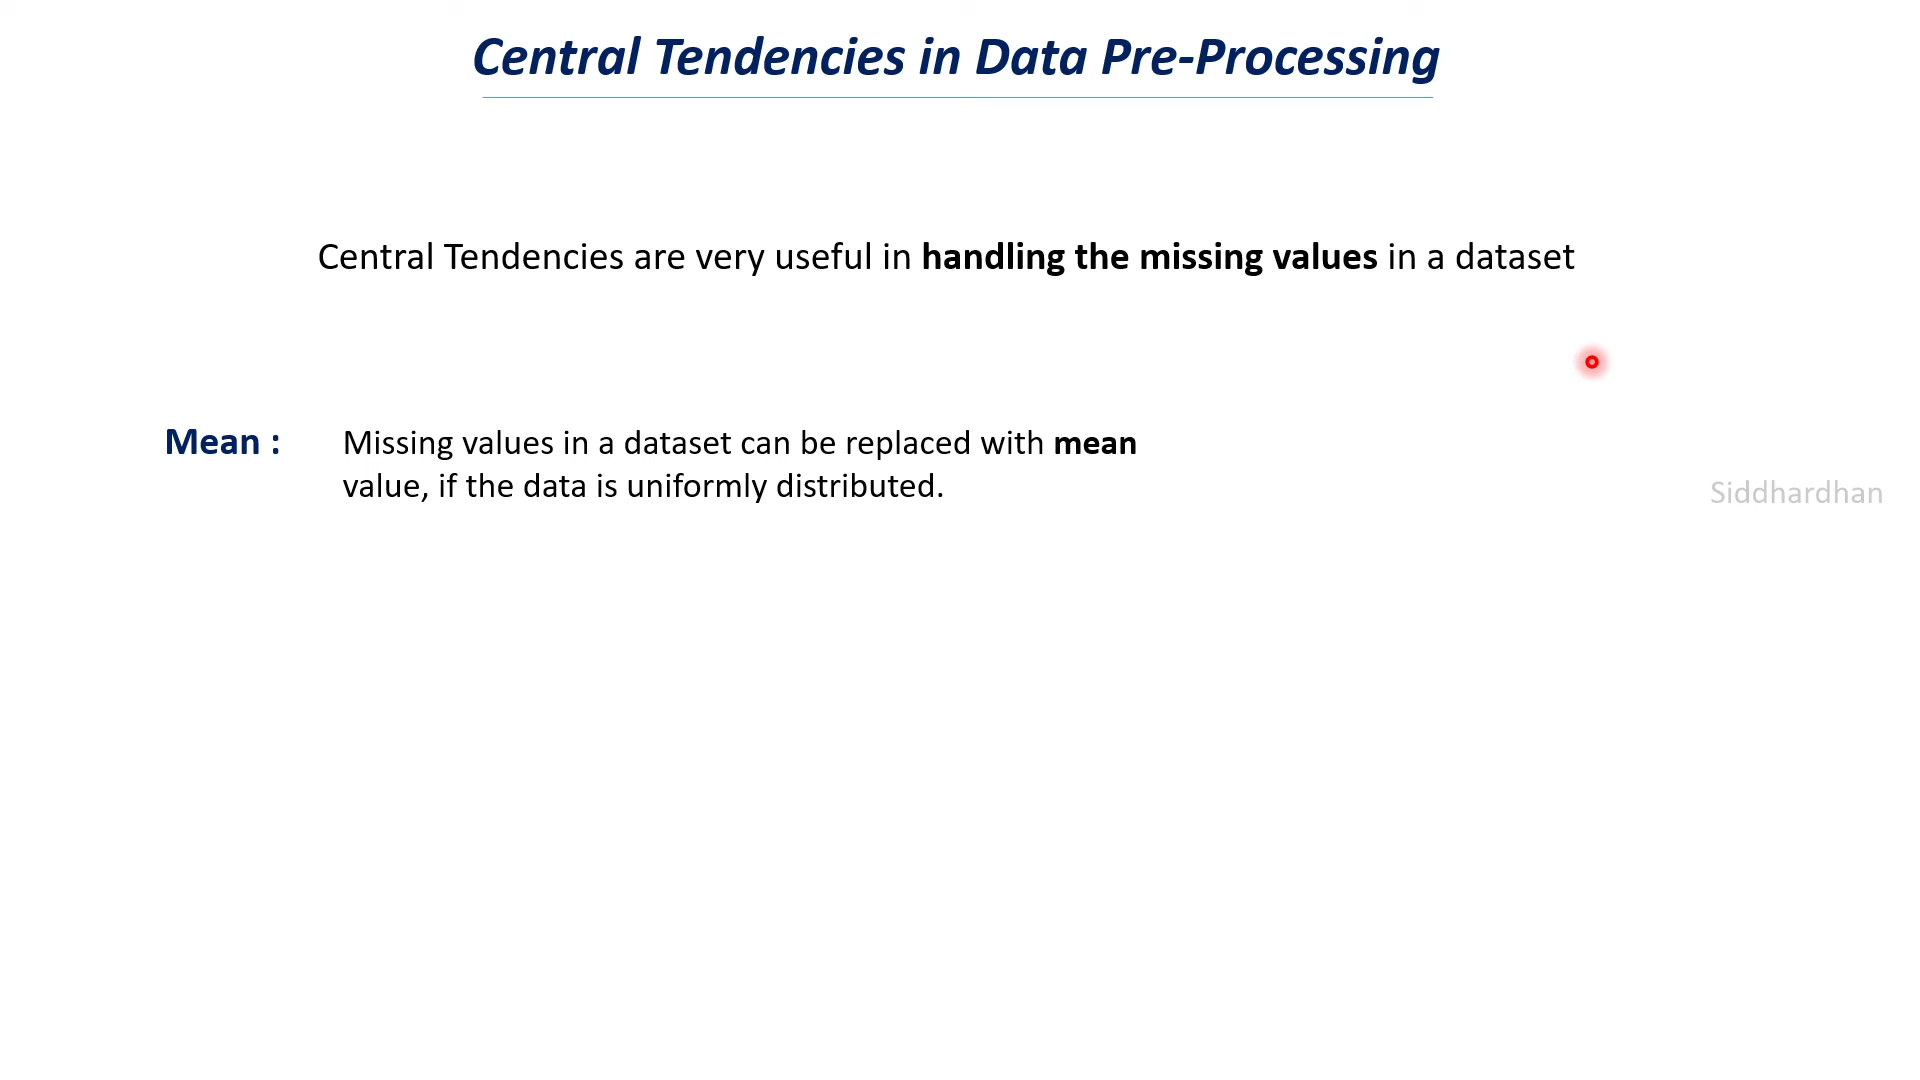 Central Tendencies in Data Pre-Processing
Central Tendencies are very useful in handling the missing values in a dataset
Mean : Missing values in a dataset can be replaced with mean
value, if the data is uniformly distributed.
Siddhardhan